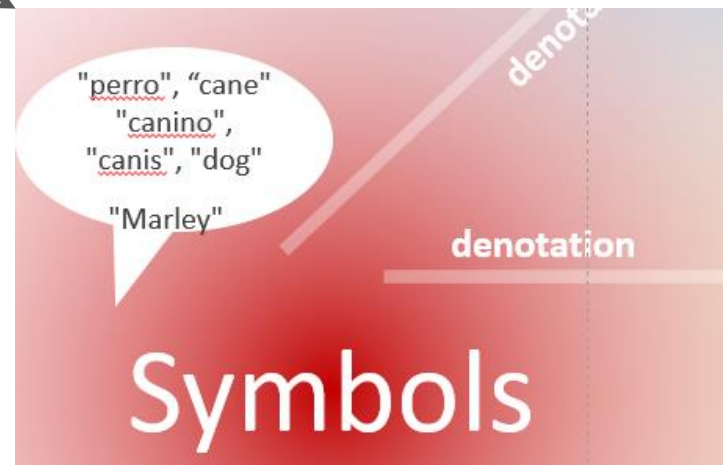 "perro", “cane"
"canino",
"canis", "dog"
"Marley"
denotation
Symbols